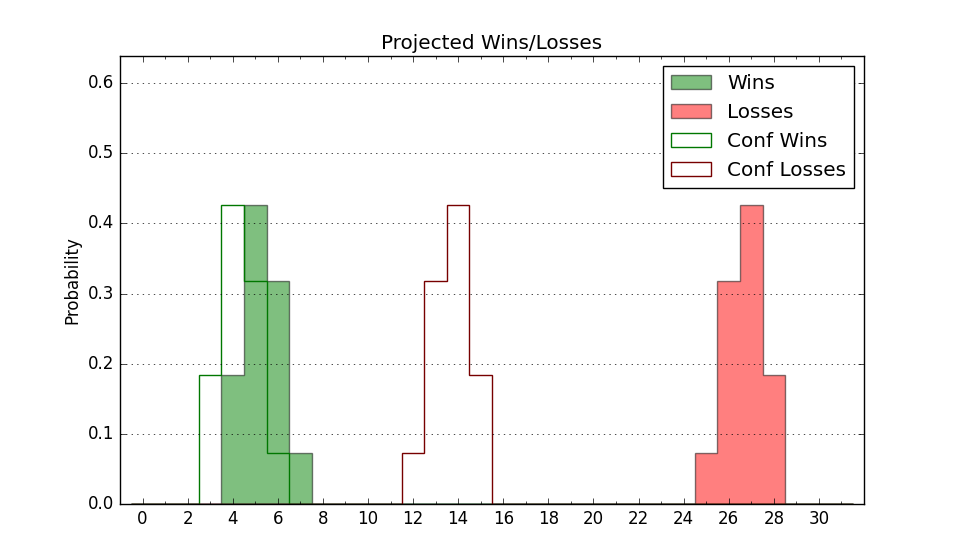 Projected Wins/Losses
Wins
Losses
Conf Wins
Conf Losses
Probability
0.6
0.5
0.4
0.3
0.2
0.1
0.0
0 2 4 6 8 10 12 14 16 18 20 22 24 26 28 30